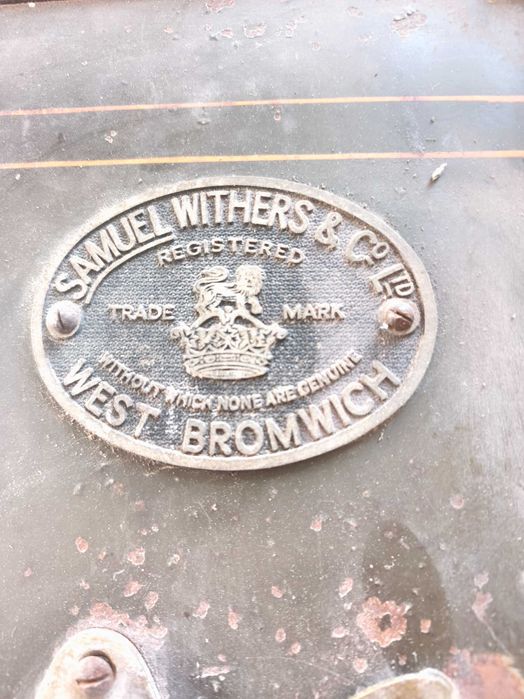 SAMUEL WITHERS & Co. LTD
REGISTERED
TRADE MARK
WITHOUT WHICH NONE ARE GENUINE
WEST BROMWICH